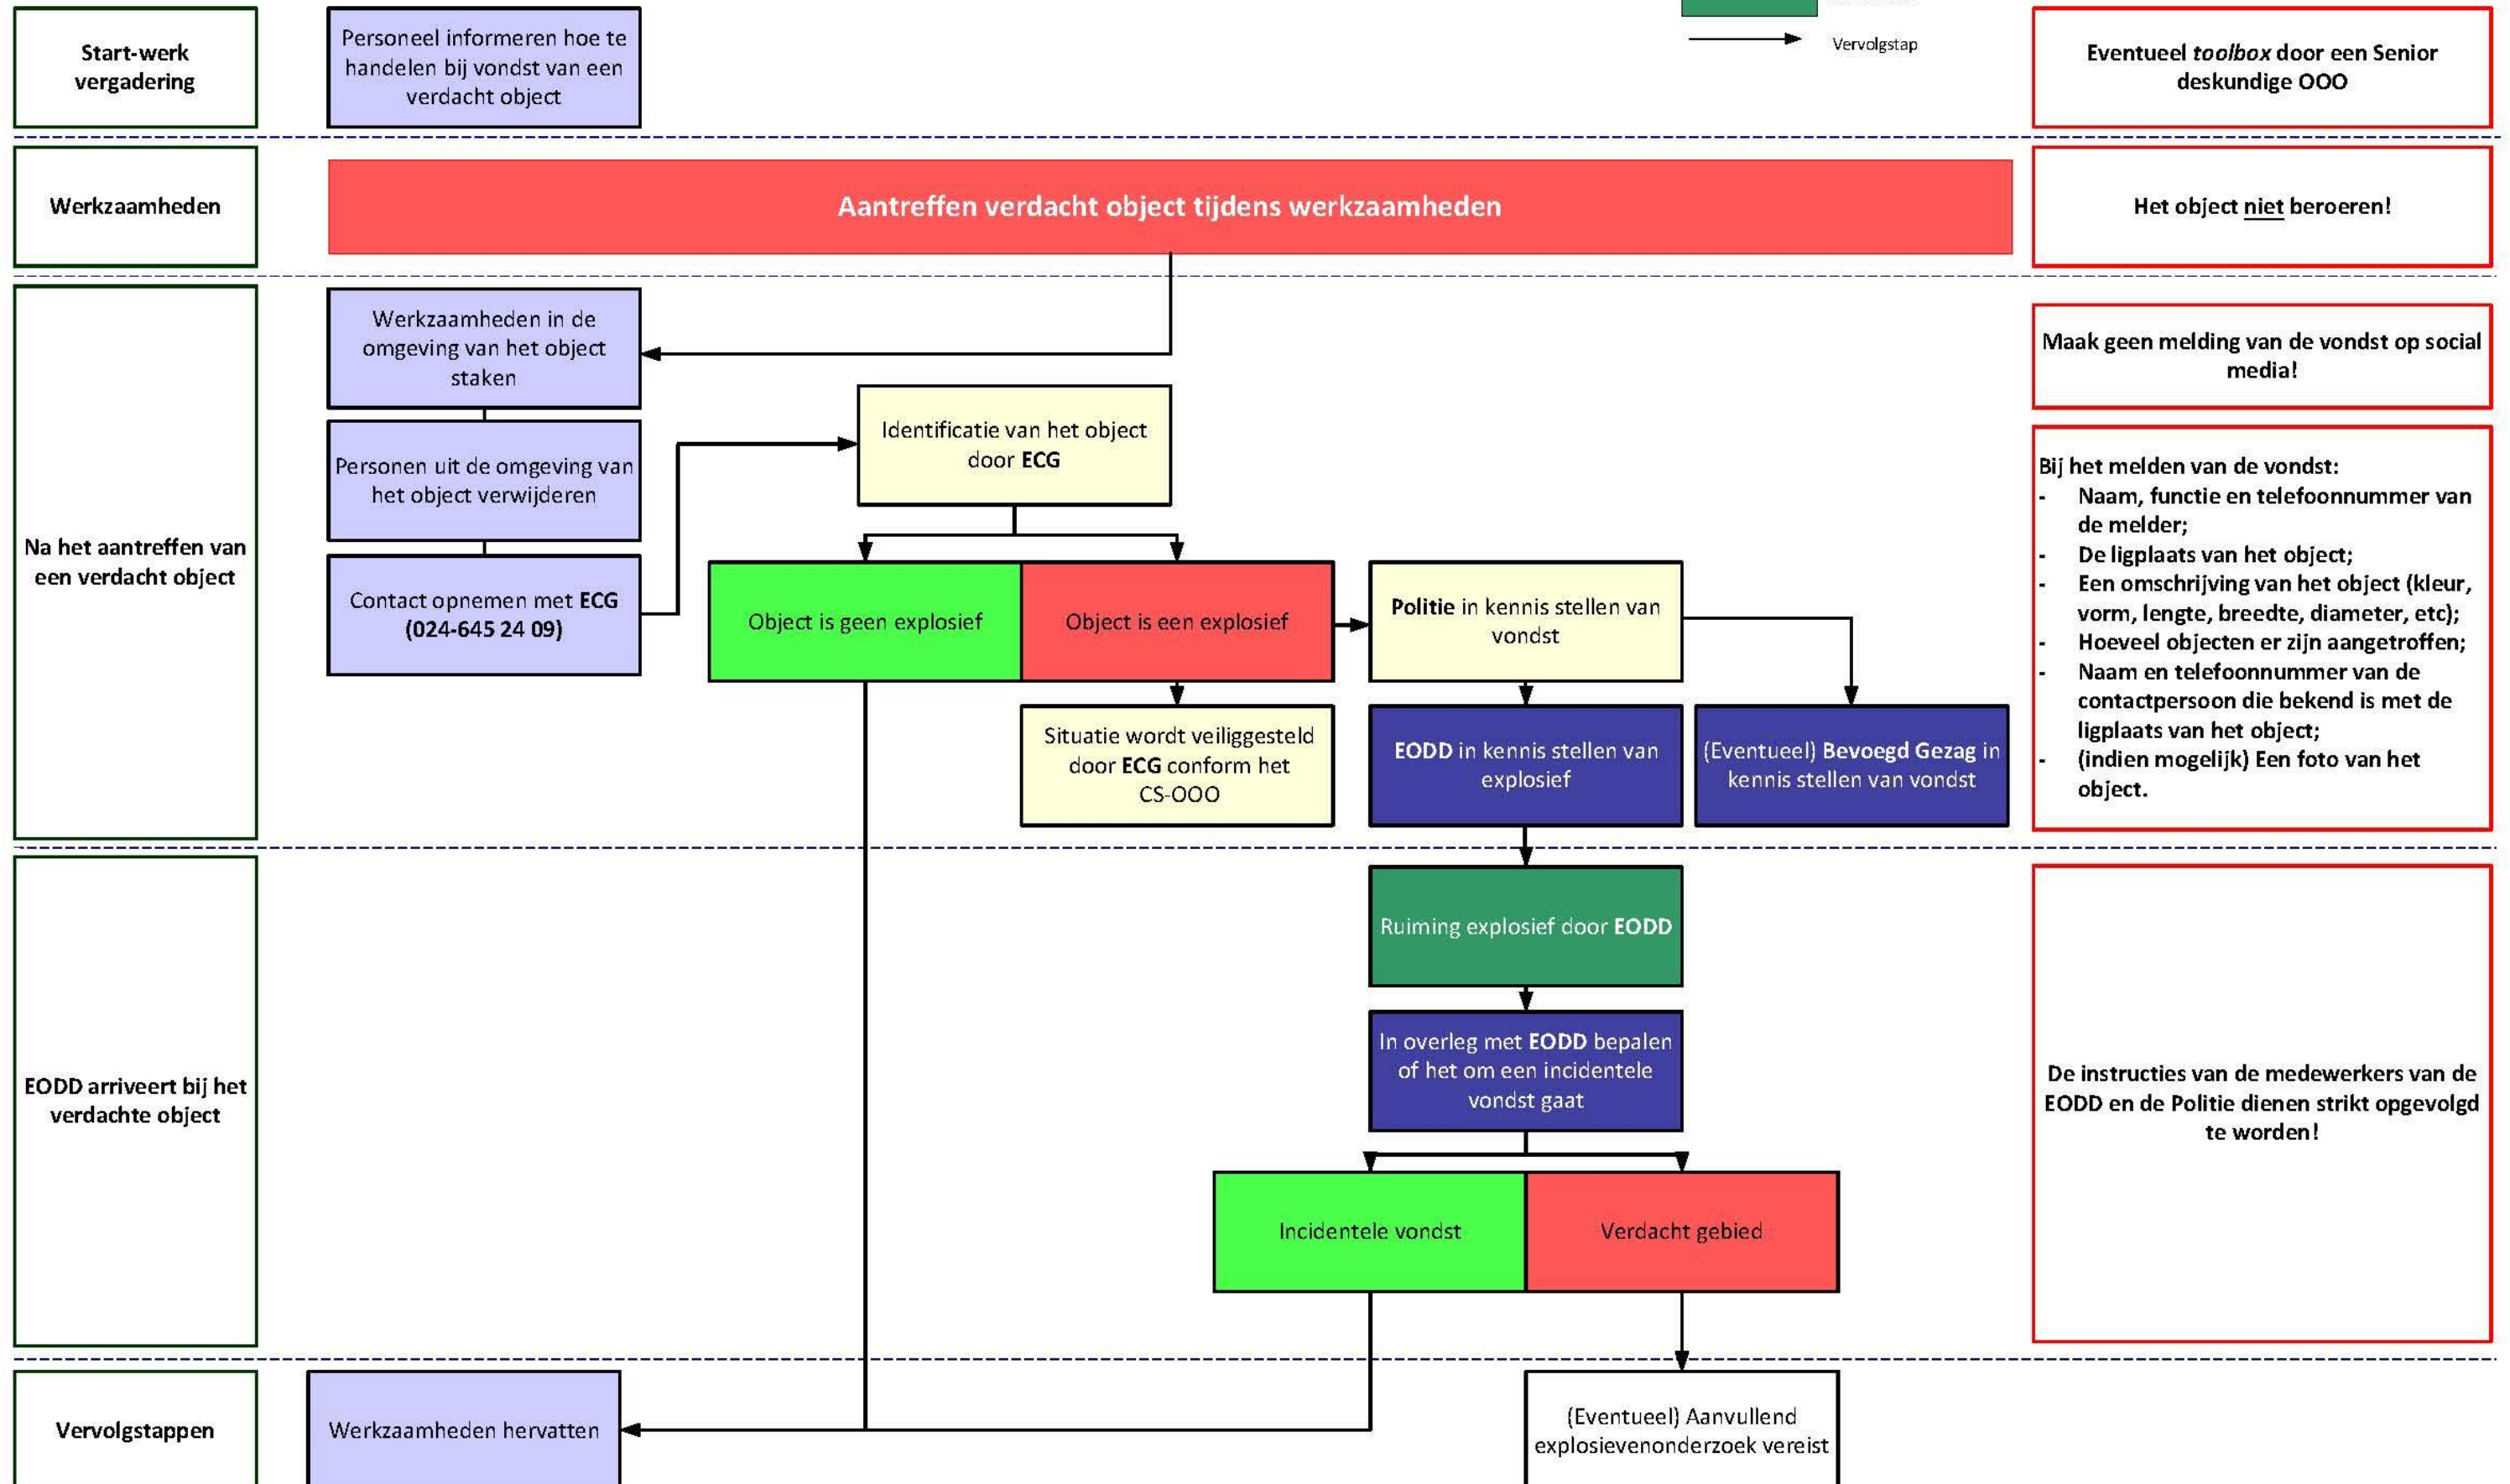 Vervolgstap
Start-werk
vergadering
Personeel informeren hoe te
handelen bij vondst van een
verdacht object
Eventueel toolbox door een Senior
deskundige OOO
Werkzaamheden
Aantreffen verdacht object tijdens werkzaamheden
Het object niet beroeren!
Na het aantreffen van
een verdacht object
Werkzaamheden in de
omgeving van het object
staken
Personen uit de omgeving van
het object verwijderen
Contact opnemen met ECG
(024-645 24 09)
Identificatie van het object
door ECG
Object is geen explosief
Object is een explosief
Situatie wordt veiliggesteld
door ECG conform het
CS-OOO
Politie in kennis stellen van
vondst
EODD in kennis stellen van
explosief
(Eventueel) Bevoegd Gezag in
kennis stellen van vondst
Maak geen melding van de vondst op social
media!
Bij het melden van de vondst:
- Naam, functie en telefoonnummer van
de melder;
- De ligplaats van het object;
- Een omschrijving van het object (kleur,
vorm, lengte, breedte, diameter, etc);
- Hoeveel objecten er zijn aangetroffen;
- Naam en telefoonnummer van de
contactpersoon die bekend is met de
ligplaats van het object;
- (indien mogelijk) Een foto van het
object.
EODD arriveert bij het
verdachte object
Ruiming explosief door EODD
In overleg met EODD bepalen
of het om een incidentele
vondst gaat
Incidentele vondst
Verdacht gebied
De instructies van de medewerkers van de
EODD en de Politie dienen strikt opgevolgd
te worden!
Vervolgstappen
Werkzaamheden hervatten
(Eventueel) Aanvullend
explosievenonderzoek vereist